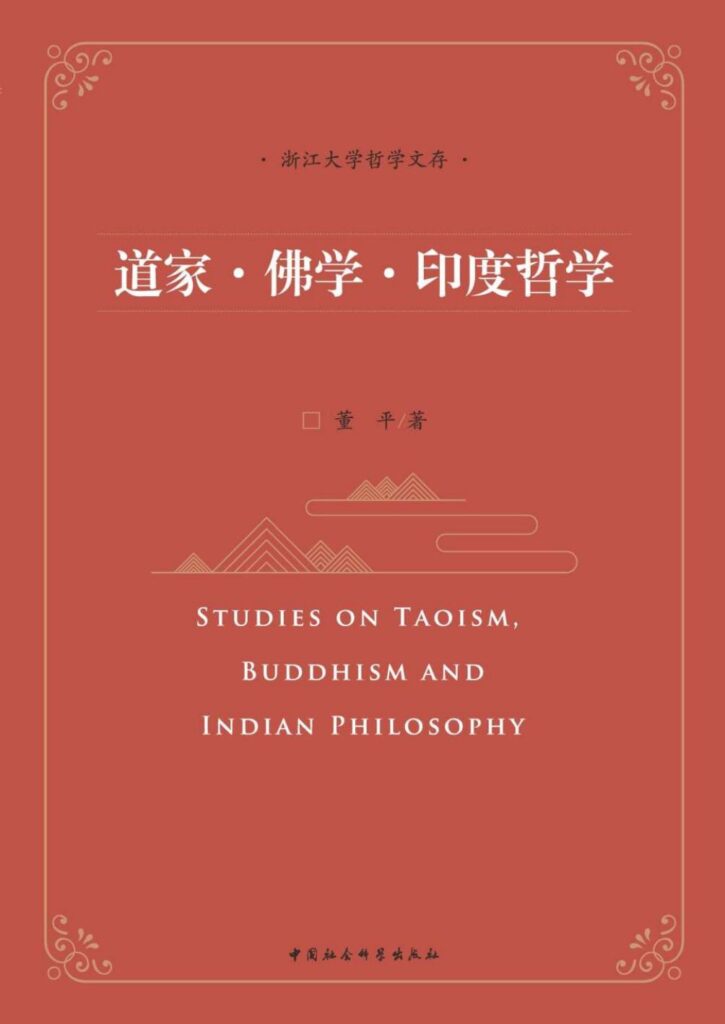 · 浙江大学哲学文存 ·
道家·佛学·印度哲学
□ 董 平/著
STUDIES ON TAOISM,
BUDDHISM AND
INDIAN PHILOSOPHY
中国社会科学出版社